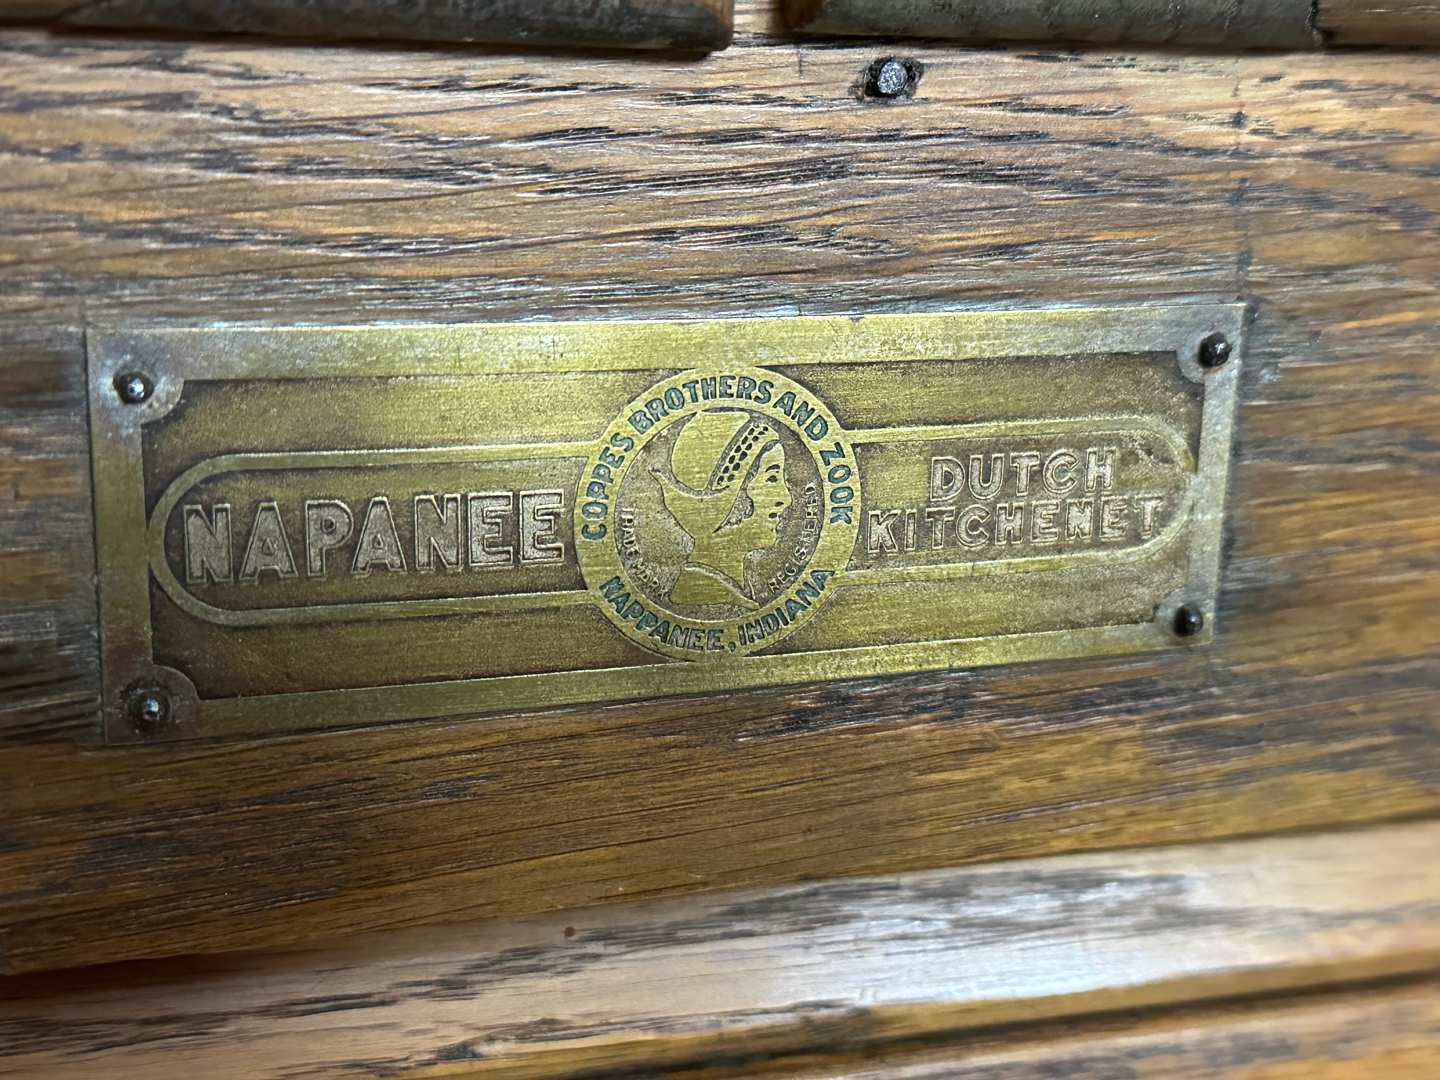 NAPANEE
COPPES BROTHERS AND ZOOK
TRADE MARK
REGISTERED
NAPPANEE, INDIANA
DUTCH
KITCHENET